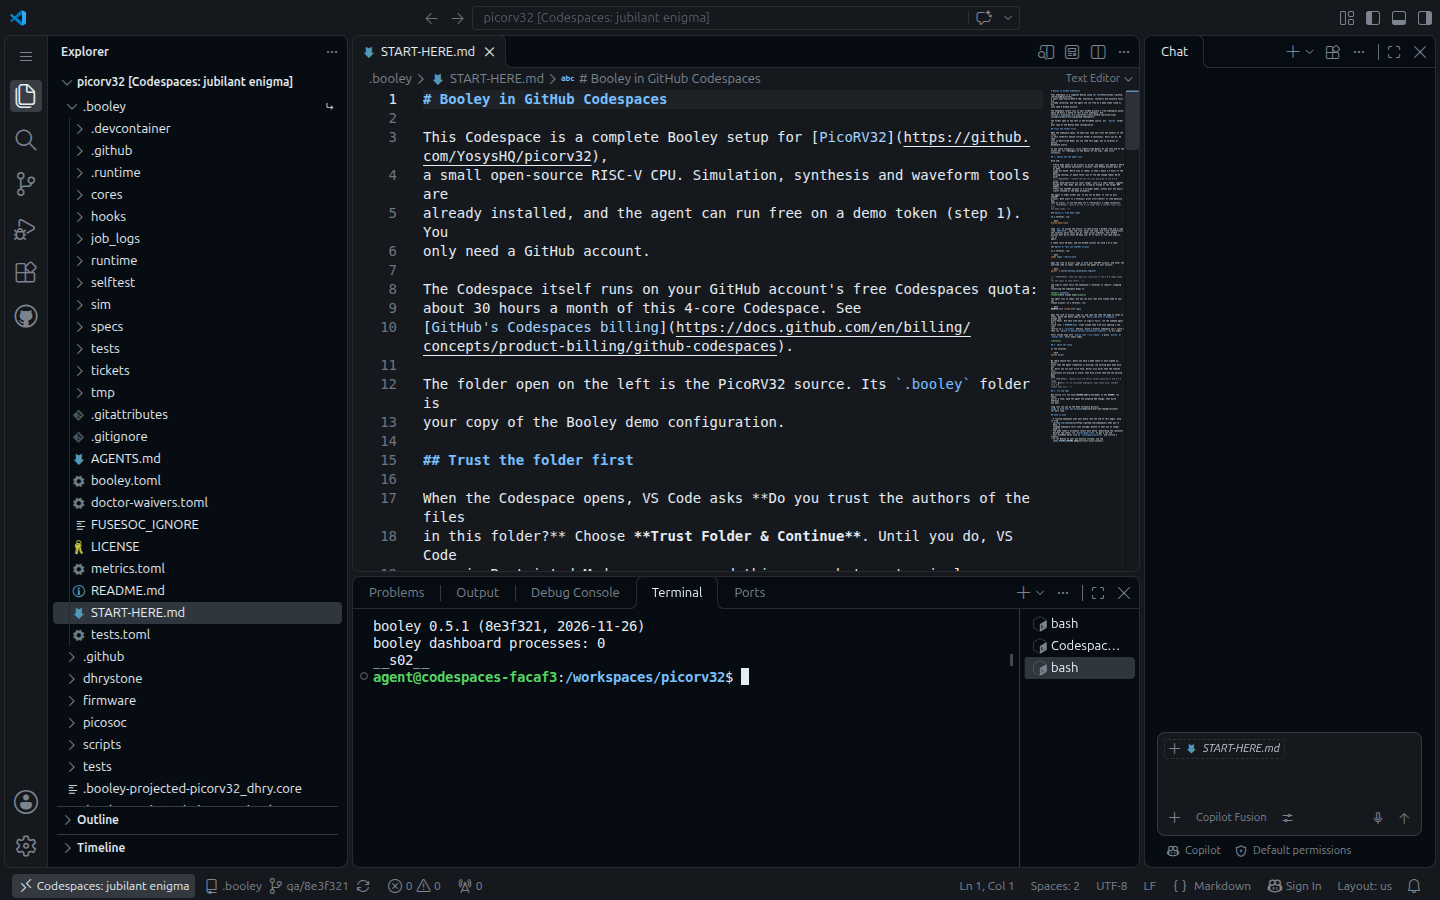 picorv32 [Codespaces: jubilant enigma]
Explorer
picorv32 [Codespaces: jubilant enigma]
.booley
.devcontainer
.github
.runtime
cores
hooks
job_logs
runtime
selftest
sim
specs
tests
tickets
tmp
.gitattributes
.gitignore
AGENTS.md
booley.toml
doctor-waivers.toml
FUSESOC_IGNORE
LICENSE
metrics.toml
README.md
START-HERE.md
tests.toml
.github
dhrystone
firmware
picosoc
scripts
tests
.booley-projected-picorv32_dhry.core
Outline
Timeline
START-HERE.md
.booley > START-HERE.md > abc # Booley in GitHub Codespaces
Text Editor
1 # Booley in GitHub Codespaces
2
3 This Codespace is a complete Booley setup for [PicoRV32](https://github.
com/YosysHQ/picorv32),
4 a small open-source RISC-V CPU. Simulation, synthesis and waveform tools
are
5 already installed, and the agent can run free on a demo token (step 1).
You
6 only need a GitHub account.
7
8 The Codespace itself runs on your GitHub account's free Codespaces quota:
9 about 30 hours a month of this 4-core Codespace. See
10 [GitHub's Codespaces billing](https://docs.github.com/en/billing/
concepts/product-billing/github-codespaces).
11
12 The folder open on the left is the PicoRV32 source. Its `.booley` folder
is
13 your copy of the Booley demo configuration.
14
15 ## Trust the folder first
16
17 When the Codespace opens, VS Code asks **Do you trust the authors of the
files
18 in this folder?** Choose **Trust Folder & Continue**. Until you do, VS
Code
Problems
Output
Debug Console
Terminal
Ports
booley 0.5.1 (8e3f321, 2026-11-26)
booley dashboard processes: 0
__s02__
agent@codespaces-facaf3:/workspaces/picorv32$
bash
Codespac...
bash
Chat
START-HERE.md
Copilot Fusion
Copilot
Default permissions
Codespaces: jubilant enigma
.booley
qa/8e3f321
0
0
0
Ln 1, Col 1
Spaces: 2
UTF-8
LF
{ } Markdown
Sign In
Layout: us